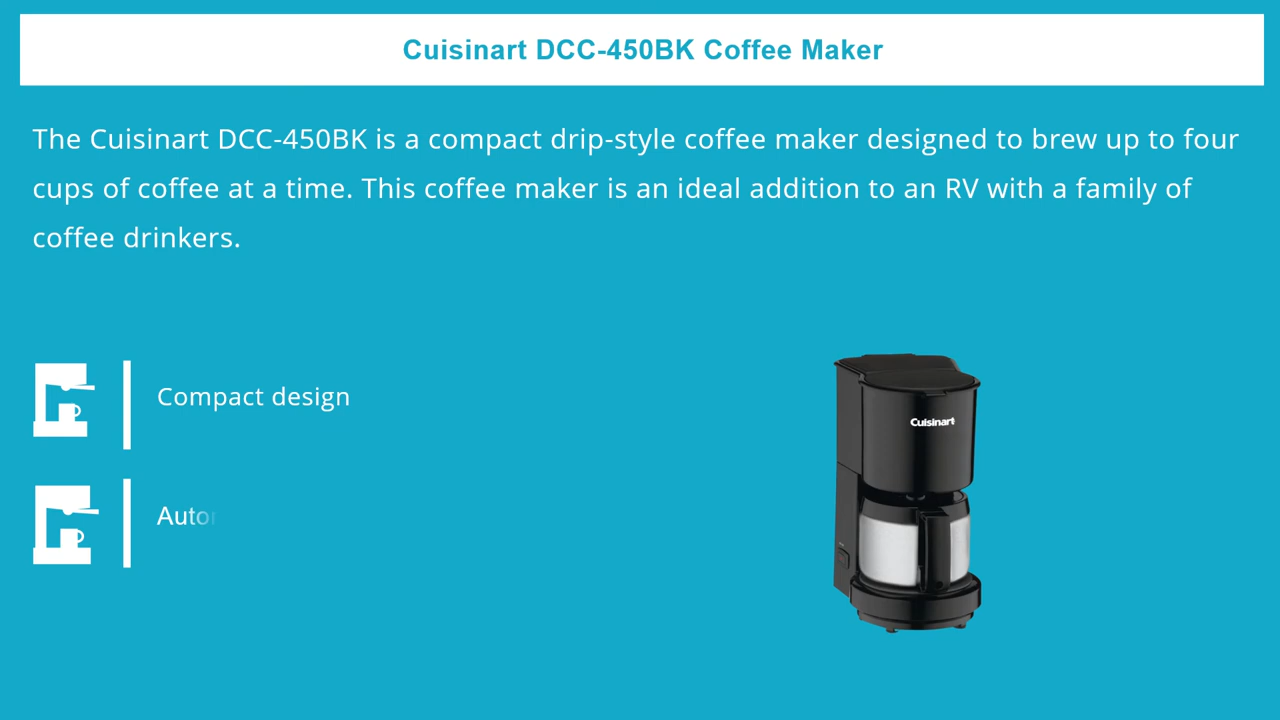 Cuisinart DCC-450BK Coffee Maker
The Cuisinart DCC-450BK is a compact drip-style coffee maker designed to brew up to four
cups of coffee at a time. This coffee maker is an ideal addition to an RV with a family of
coffee drinkers.
Compact design
Cuisinart